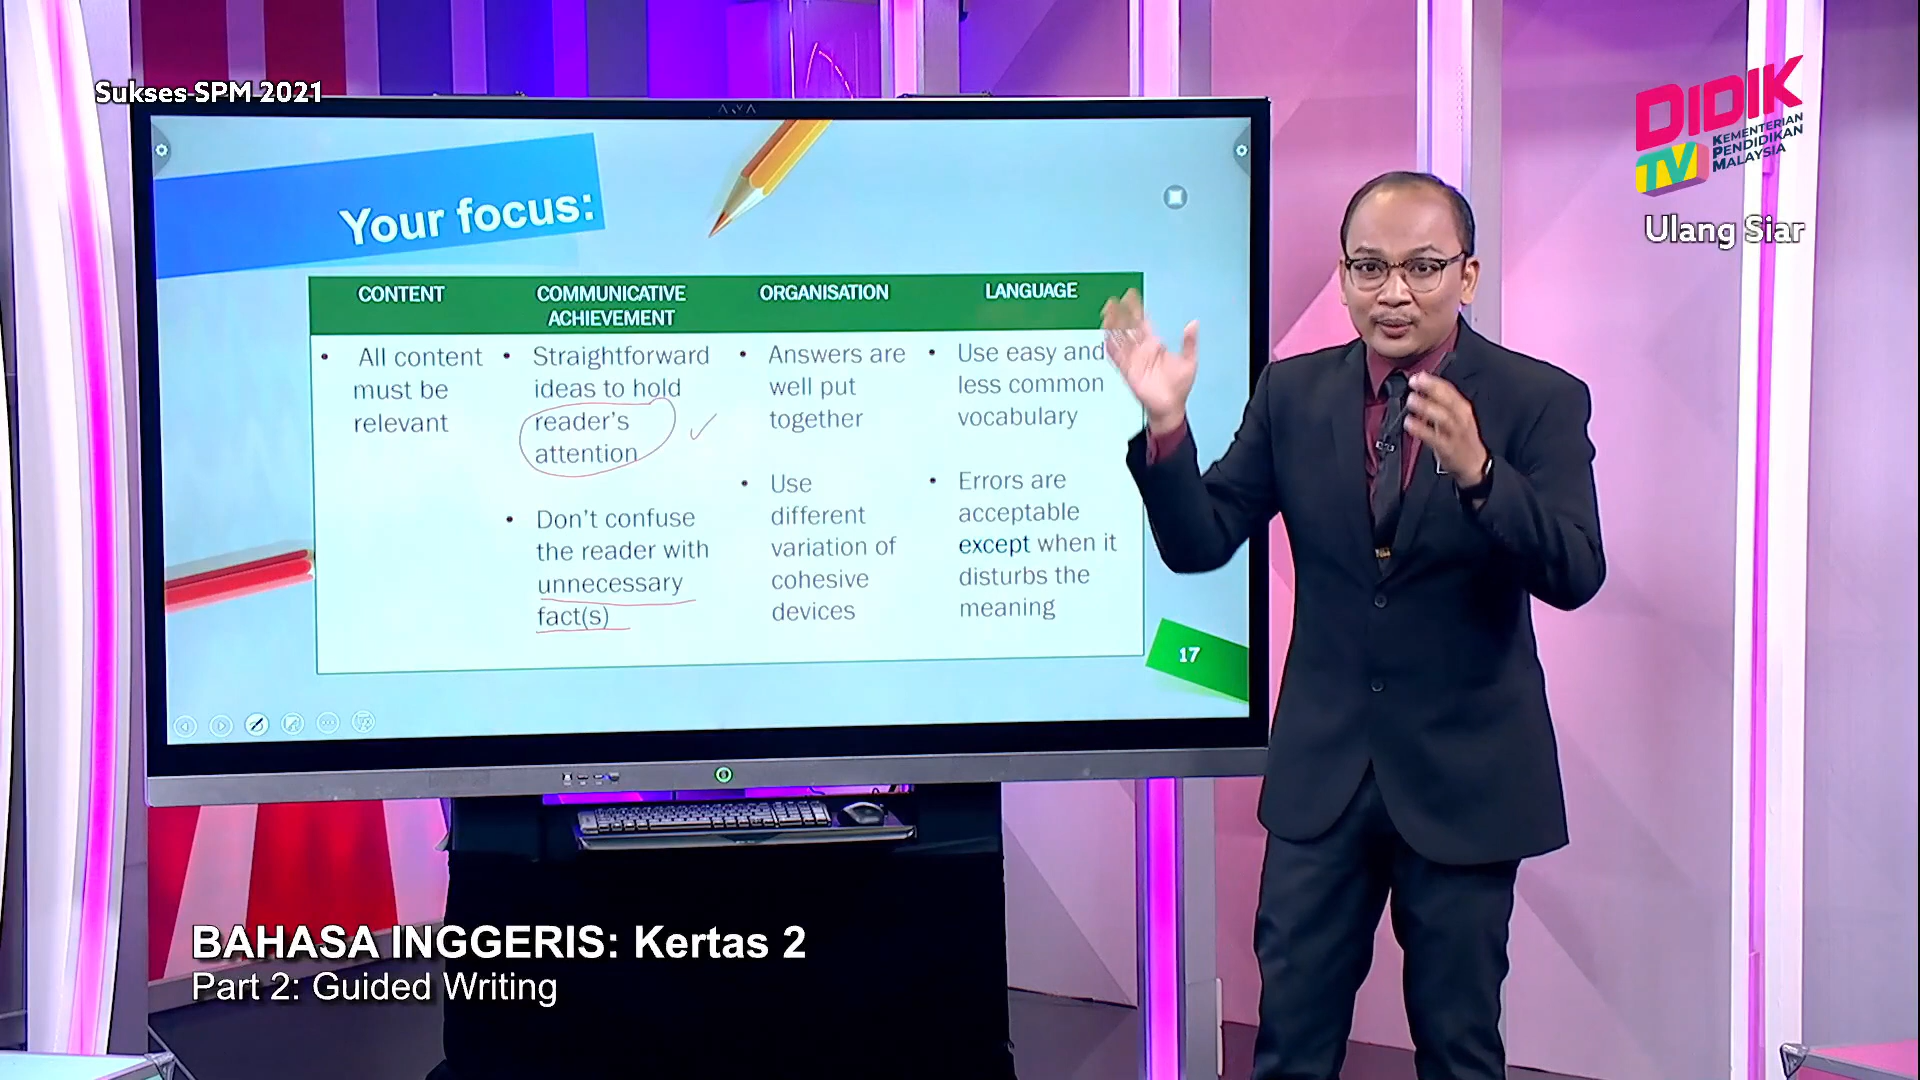 Sukses SPM 2021
DIDIK
TV
KEMENTERIAN
PENDIDIKAN
MALAYSIA
Ulang Siar
Your focus:
CONTENT
• All content
must be
relevant
COMMUNICATIVE
ACHIEVEMENT
• Straightforward
ideas to hold
reader's
attention
• Don't confuse
the reader with
unnecessary
fact(s)
ORGANISATION
• Answers are
well put
together
• Use
different
variation of
cohesive
devices
LANGUAGE
• Use easy and
less common
vocabulary
• Errors are
acceptable
except when it
disturbs the
meaning
17
BAHASA INGGERIS: Kertas 2
Part 2: Guided Writing